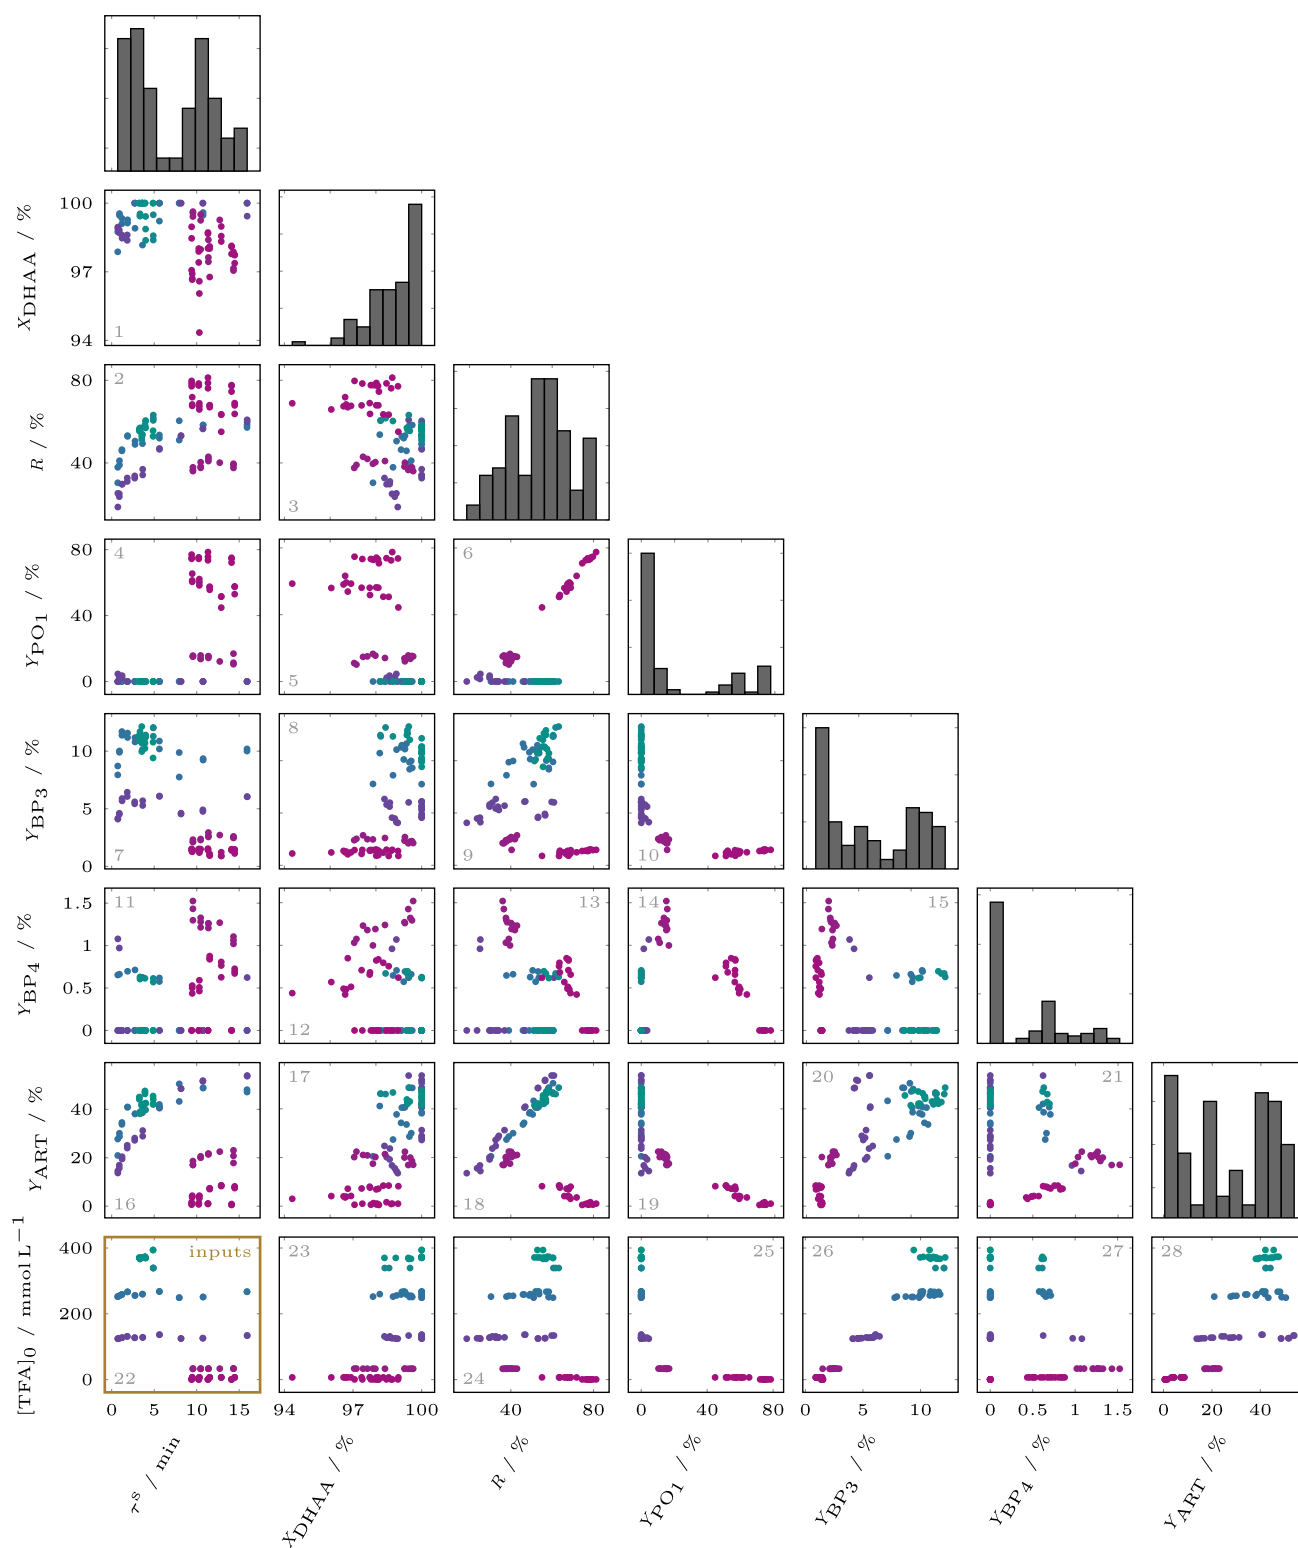 100
97
94
X_DHAA / %
1
80
40
R / %
2
3
80
40
0
Y_PO1 / %
4
5
6
10
5
0
Y_BP3 / %
7
8
9
10
1.5
1
0.5
0
Y_BP4 / %
11
12
13
14
15
40
20
0
Y_ART / %
16
17
18
19
20
21
400
200
0
[TFA]_0 / mmol L^−1
inputs
22
23
24
25
26
27
28
0 5 10 15
94 97 100
40 80
0 40 80
0 5 10
0 0.5 1 1.5
0 20 40
τ^s / min
X_DHAA / %
R / %
Y_PO1 / %
Y_BP3 / %
Y_BP4 / %
Y_ART / %